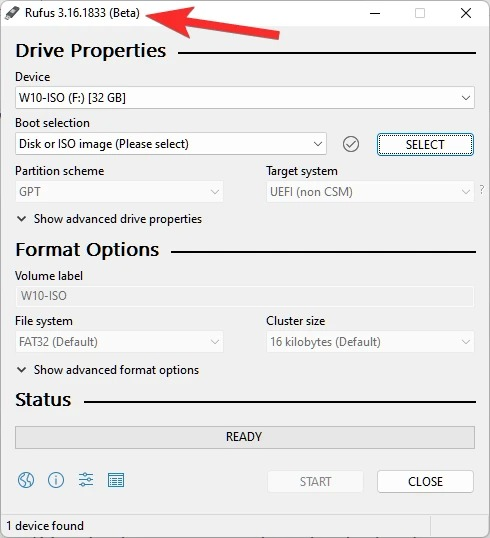 Rufus 3.16.1833 (Beta)
Drive Properties
Device
W10-ISO (F:) [32 GB]
Boot selection
Disk or ISO image (Please select)
SELECT
Partition scheme
Target system
GPT
UEFI (non CSM)
?
Show advanced drive properties
Format Options
Volume label
W10-ISO
File system
Cluster size
FAT32 (Default)
16 kilobytes (Default)
Show advanced format options
Status
READY
START
CLOSE
1 device found